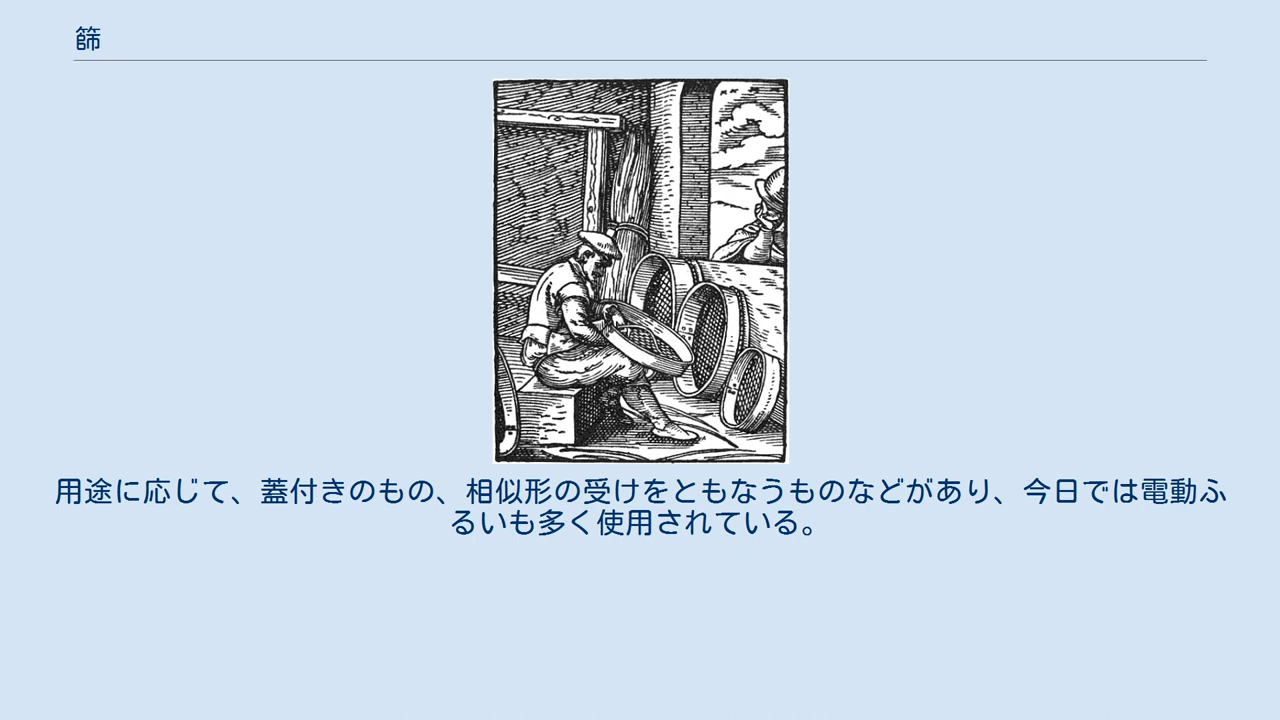 篩
用途に応じて、蓋付きのもの、相似形の受けをともなうものなどがあり、今日では電動ふ
るいも多く使用されている。